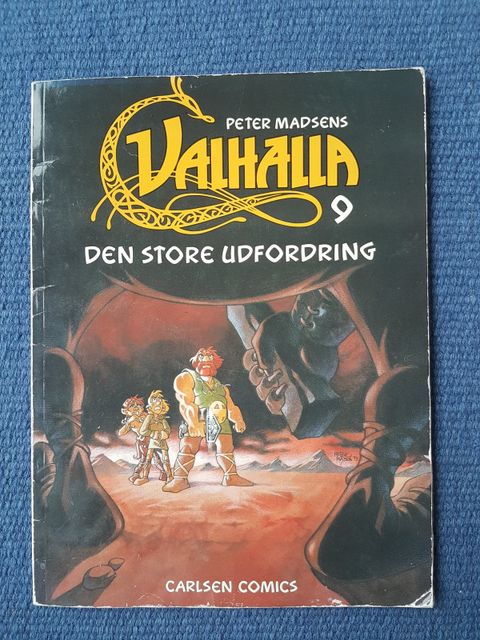 PETER MADSENS
VALHALLA
9
DEN STORE UDFORDRING
CARLSEN COMICS